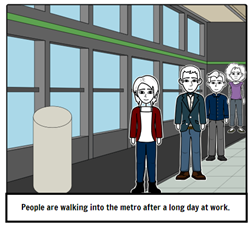 People are walking into the metro after a long day at work.